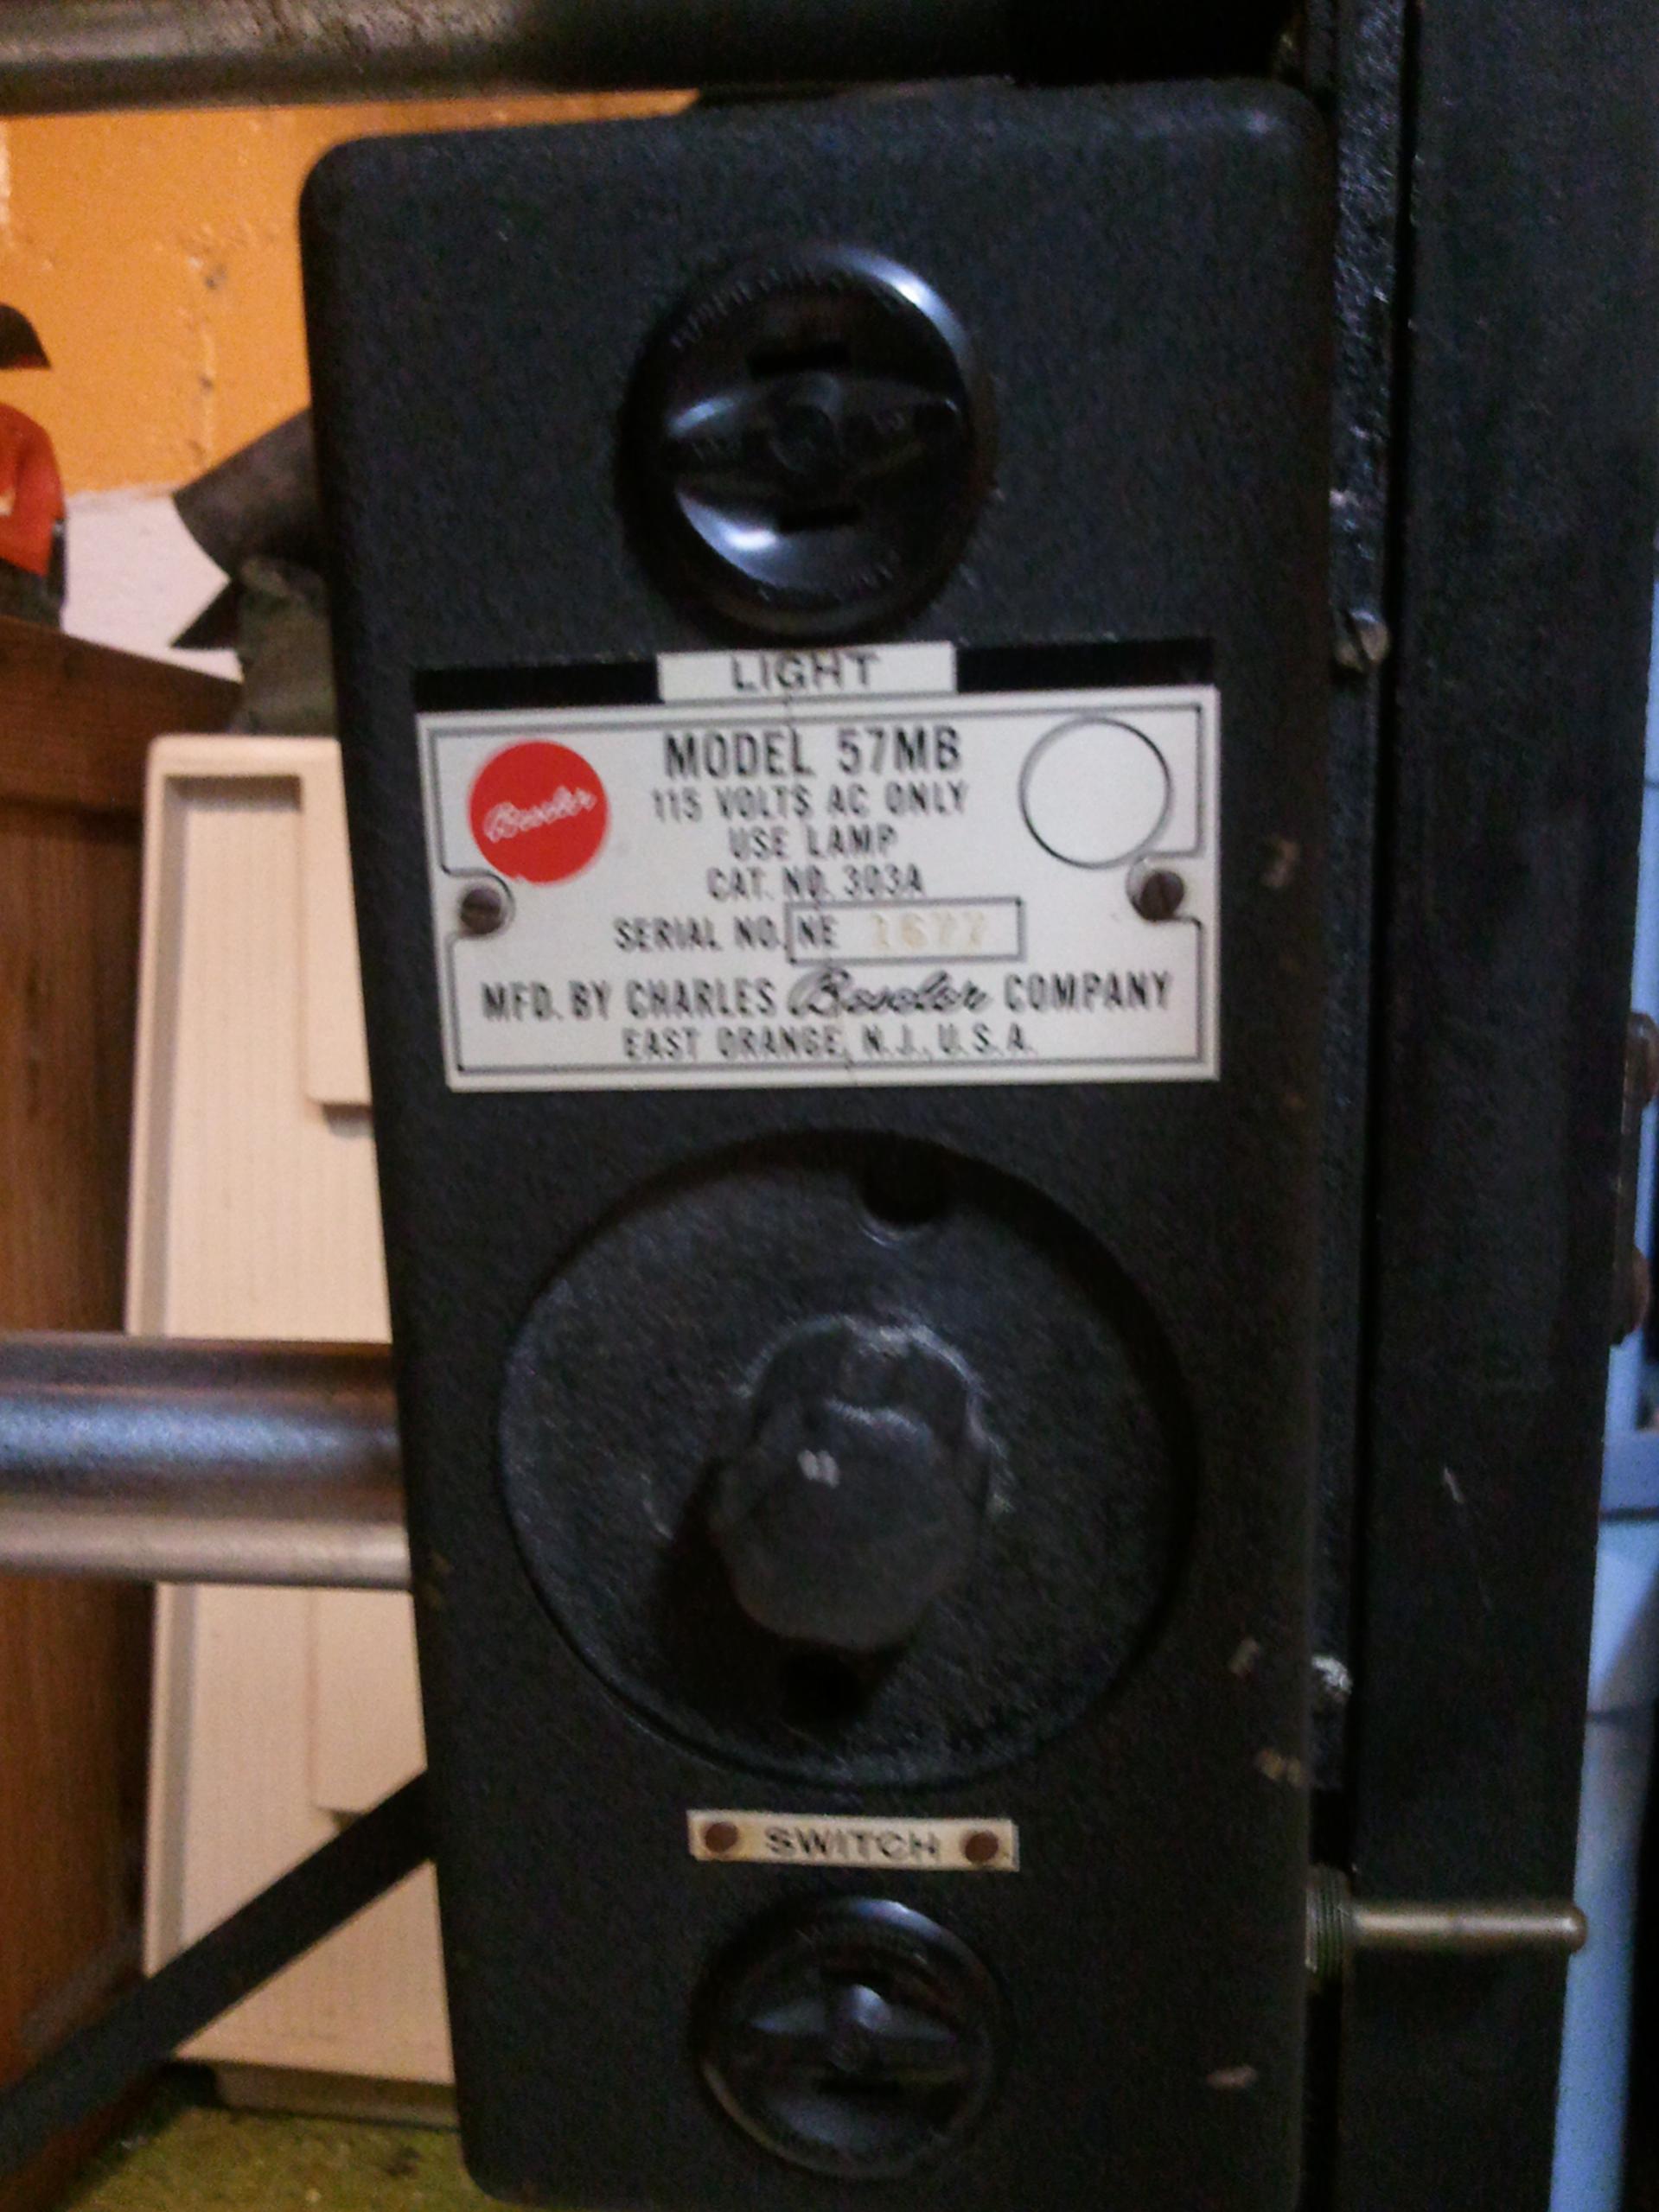 LIGHT
Beseler
MODEL 57MB
115 VOLTS AC ONLY
USE LAMP
CAT. NO. 303A
SERIAL NO. NE 1677
MFD. BY CHARLES Beseler COMPANY
EAST ORANGE, N.J., U.S.A.
SWITCH